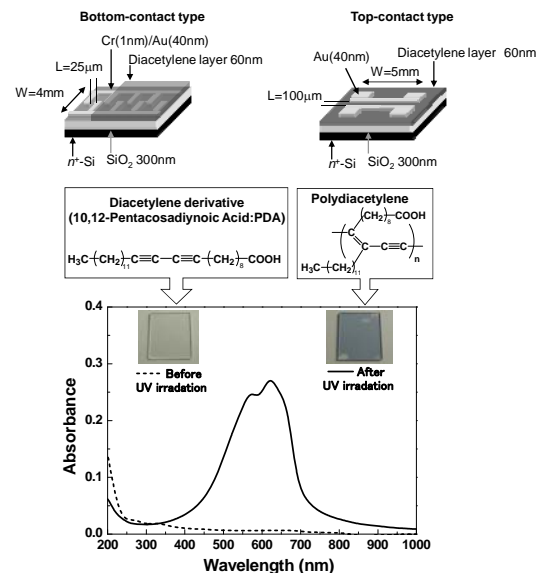 Bottom-contact type
Cr(1nm)/Au(40nm)
Diacetylene layer 60nm
L=25μm
W=4mm
n⁺-Si
SiO₂ 300nm
Top-contact type
Au(40nm)
Diacetylene layer 60nm
W=5mm
L=100μm
n⁺-Si
SiO₂ 300nm
Diacetylene derivative
(10,12-Pentacosadiynoic Acid:PDA)
H₃C-(CH₂)₁₁-C≡C-C≡C-(CH₂)₈-COOH
Polydiacetylene
(CH₂)₈-COOH
C
C-C≡C
n
H₃C-(CH₂)₁₁
Before
UV irradation
After
UV irradation
Absorbance
0.4
0.3
0.2
0.1
0.0
200 300 400 500 600 700 800 900 1000
Wavelength (nm)